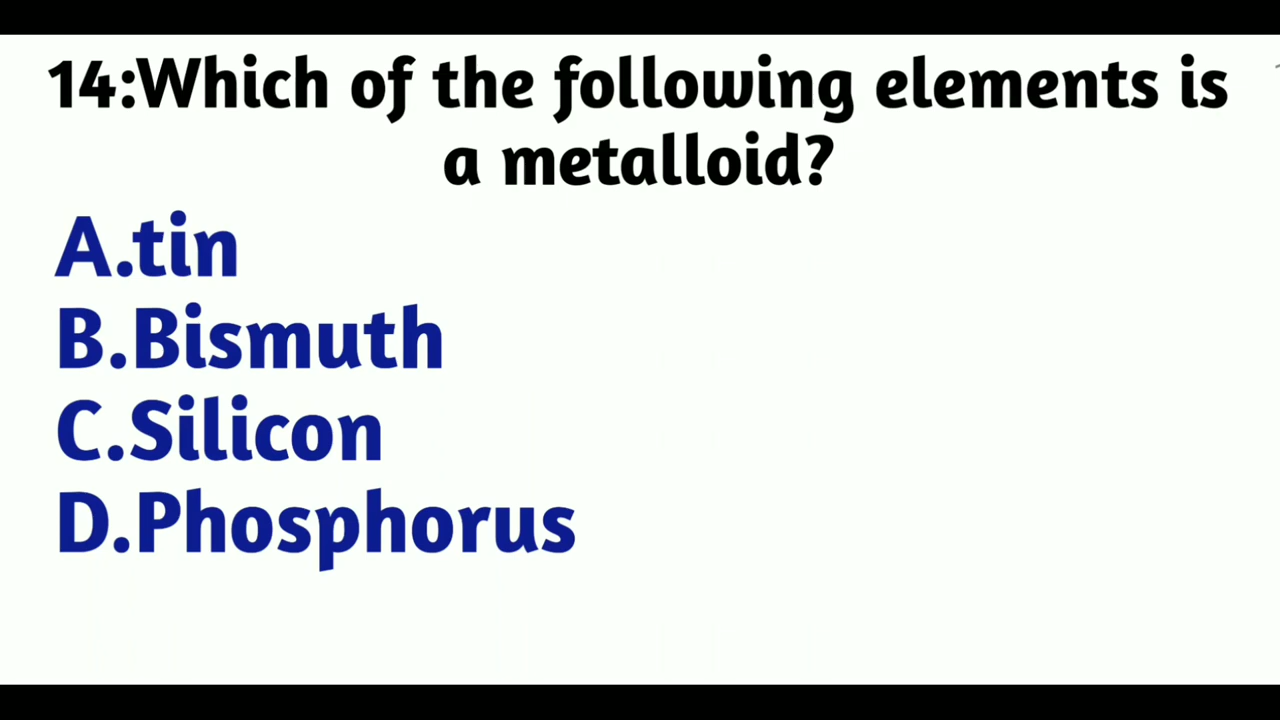 14:Which of the following elements is
a metalloid?
A.tin
B.Bismuth
C.Silicon
D.Phosphorus